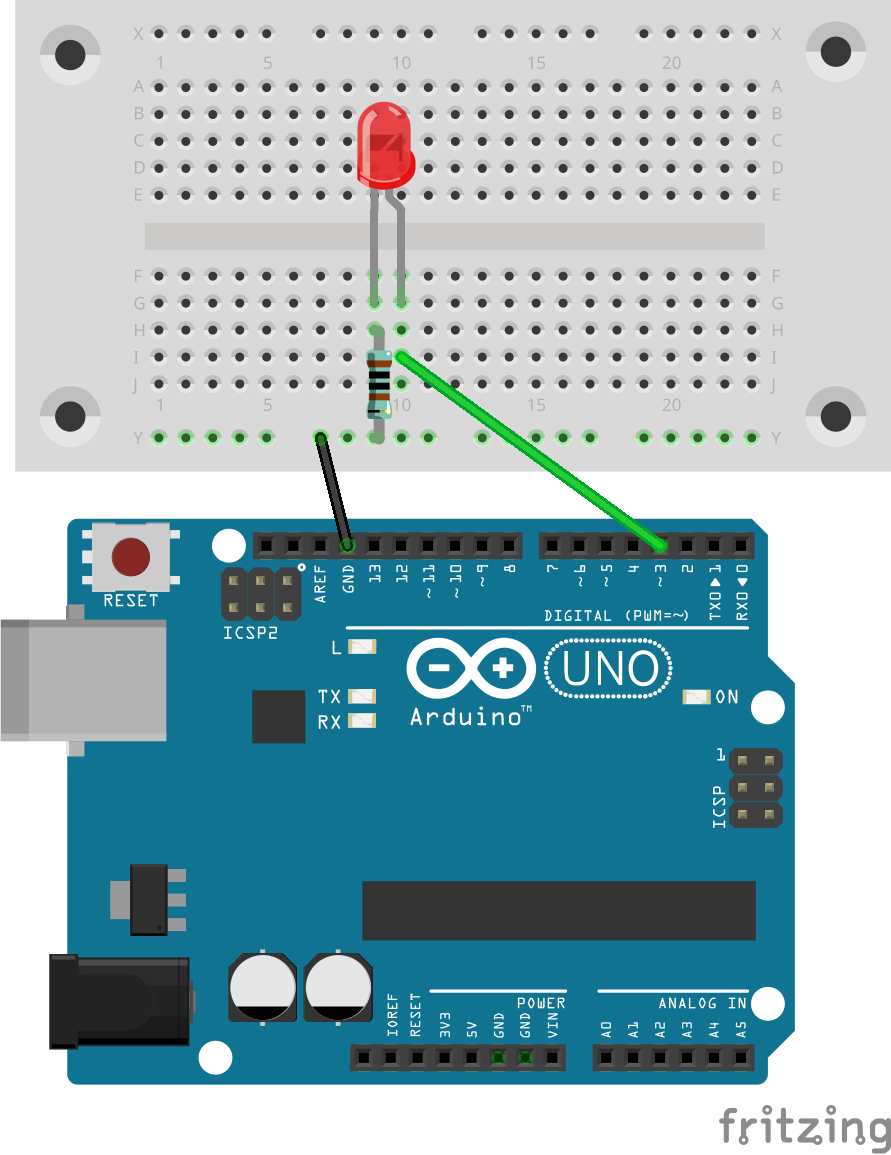 X X
1 5 10 15 20
A A
B B
C C
D D
E E
F F
G G
H H
I I
J J
1 5 10 15 20
Y Y
RESET
ICSP2
AREF
GND
13
12
~11
~10
~9
8
7
~6
~5
4
~3
2
TX0▶1
RX0◀0
DIGITAL (PWM=~)
L
TX
RX
UNO
Arduino™
ON
1
ICSP
IOREF
RESET
3V3
5V
GND
GND
VIN
POWER
ANALOG IN
A0
A1
A2
A3
A4
A5
fritzing